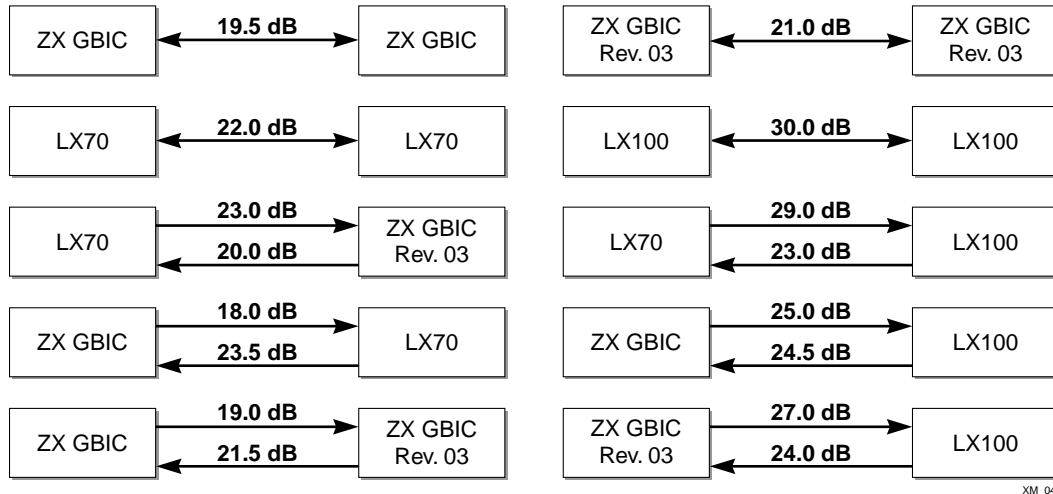 ZX GBIC
19.5 dB
ZX GBIC
ZX GBIC
Rev. 03
21.0 dB
ZX GBIC
Rev. 03
LX70
22.0 dB
LX70
LX100
30.0 dB
LX100
LX70
23.0 dB
20.0 dB
ZX GBIC
Rev. 03
LX70
29.0 dB
23.0 dB
LX100
ZX GBIC
18.0 dB
23.5 dB
LX70
ZX GBIC
25.0 dB
24.5 dB
LX100
ZX GBIC
19.0 dB
21.5 dB
ZX GBIC
Rev. 03
ZX GBIC
Rev. 03
27.0 dB
24.0 dB
LX100
XM_04